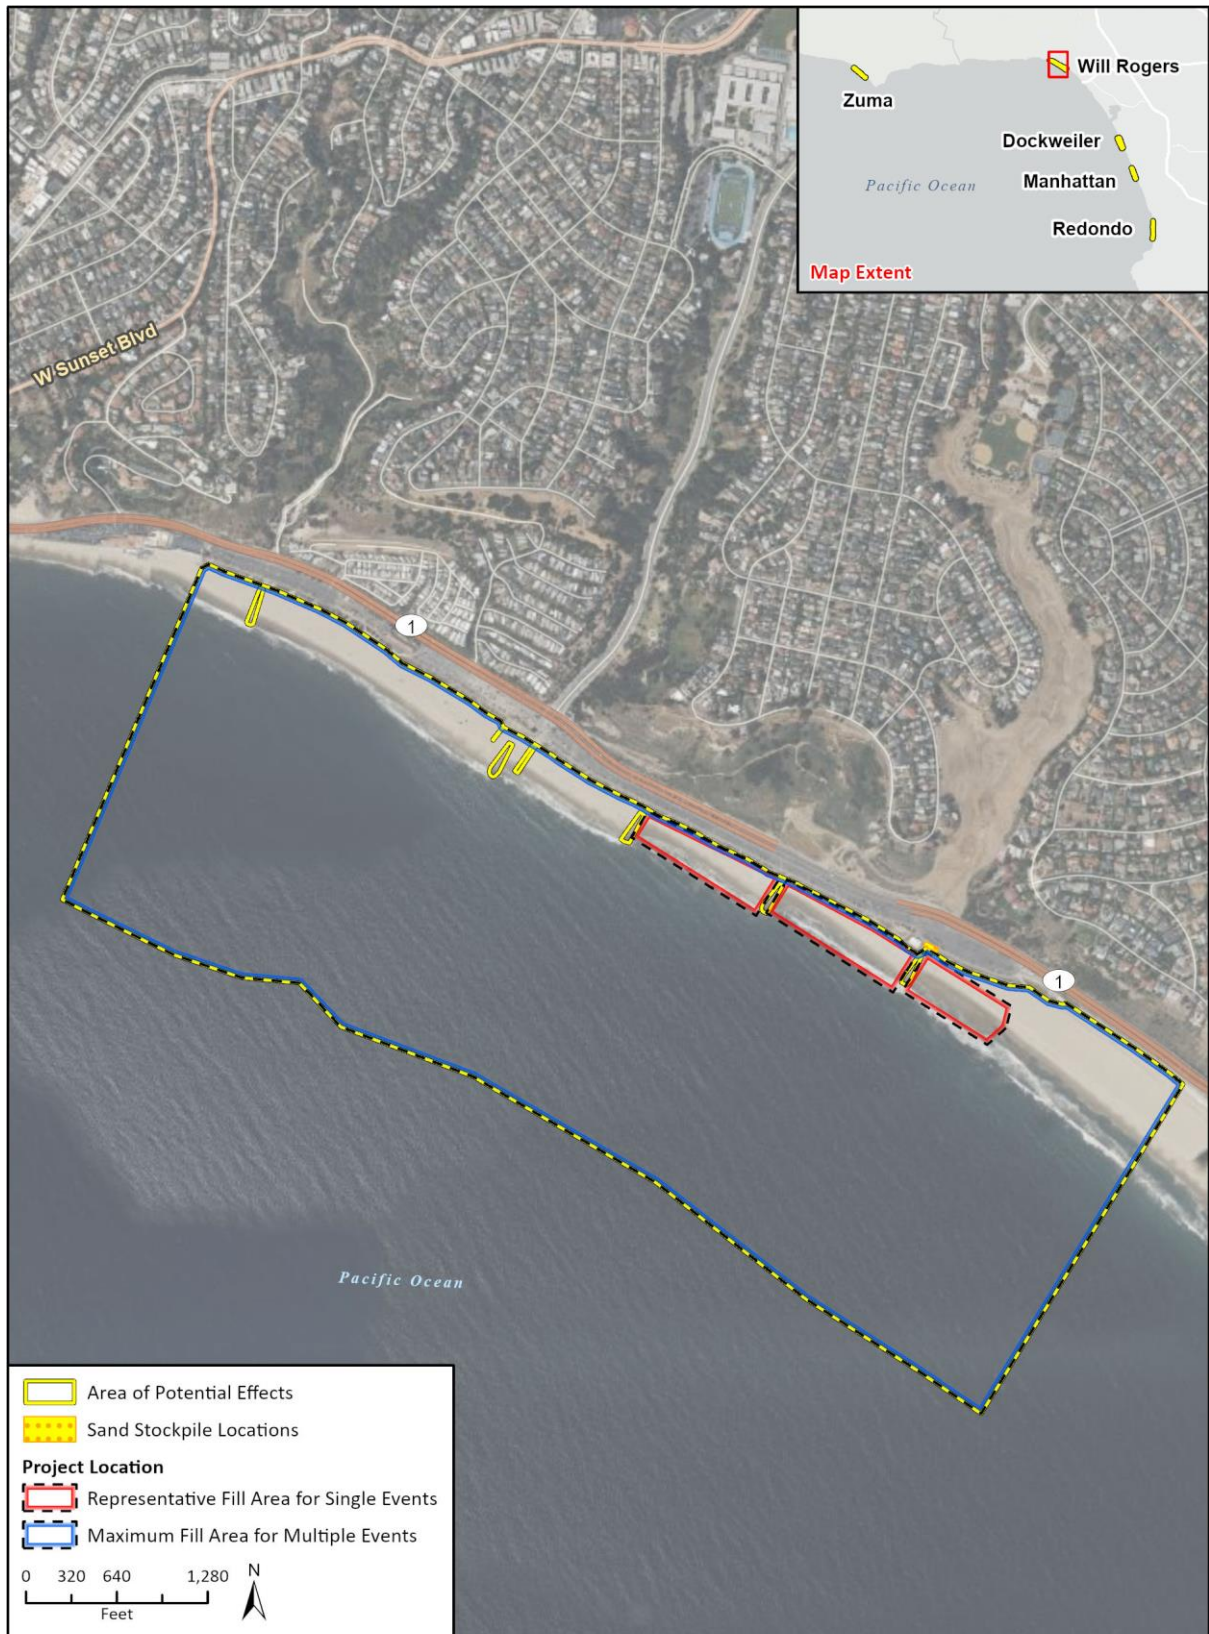 Will Rogers
Zuma
Dockweiler
Pacific Ocean
Manhattan
Redondo
Map Extent
W Sunset Blvd
1
1
Pacific Ocean
Area of Potential Effects
Sand Stockpile Locations
Project Location
Representative Fill Area for Single Events
Maximum Fill Area for Multiple Events
0 320 640 1,280
Feet
N